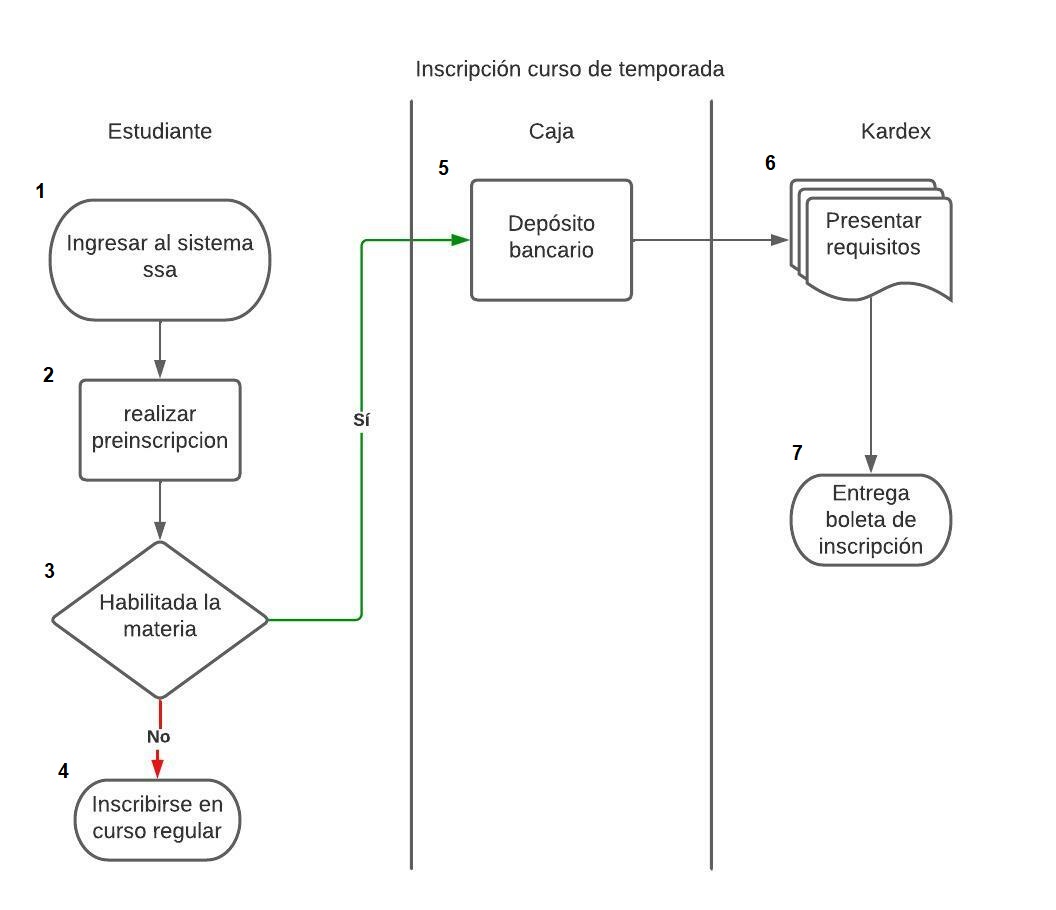 Inscripción curso de temporada
Estudiante
Caja
Kardex
1
Ingresar al sistema
ssa
2
realizar
preinscripcion
3
Habilitada la
materia
Sí
No
4
Inscribirse en
curso regular
5
Depósito
bancario
6
Presentar
requisitos
7
Entrega
boleta de
inscripción